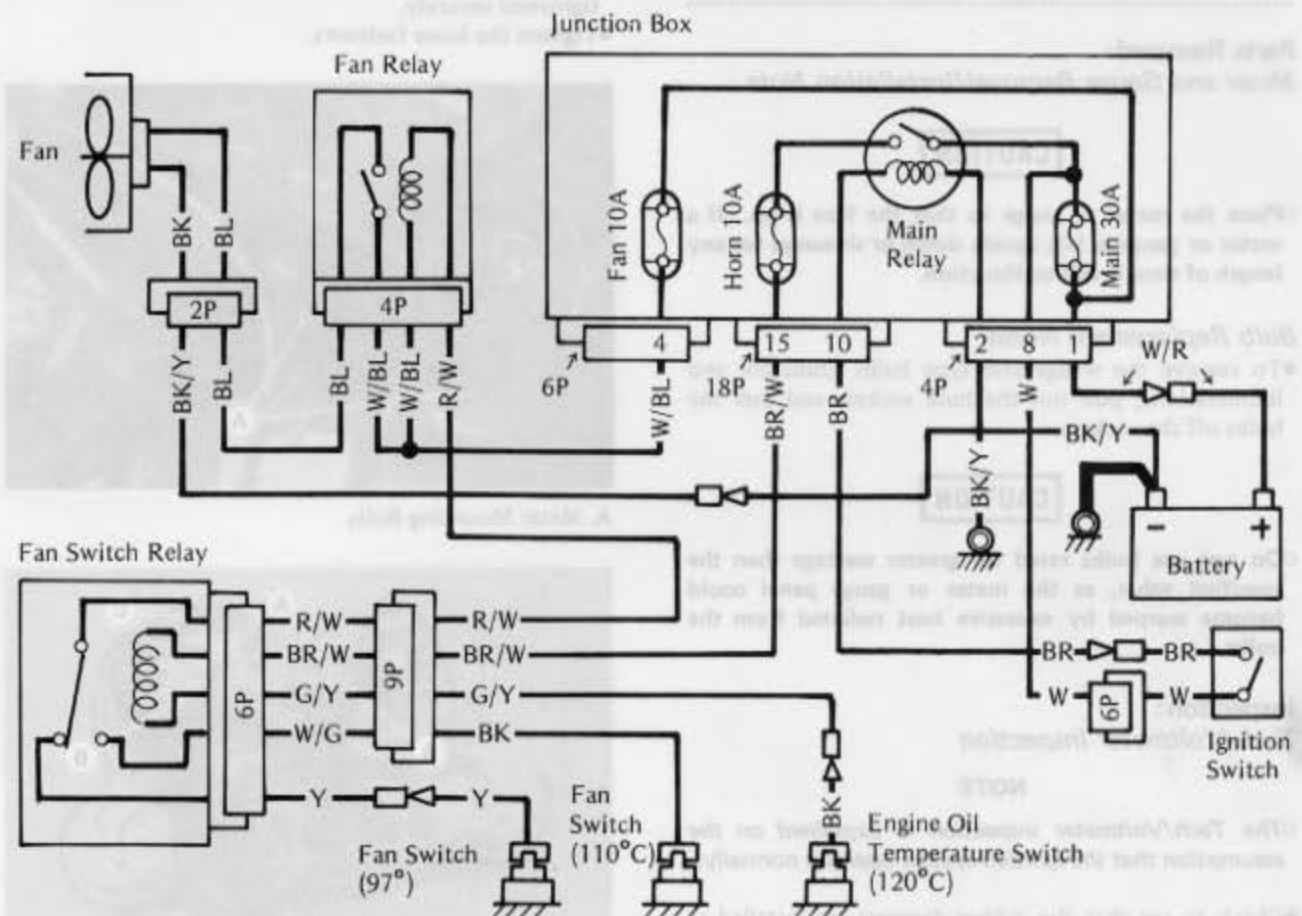 Junction Box
Fan Relay
Fan
BK
BL
2P
4P
Fan 10A
Horn 10A
Main
Relay
Main 30A
4
15
10
2
8
1
6P
18P
4P
W/R
BK/Y
BL
BL
W/BL
W/BL
R/W
W/BL
BR/W
BR
BK/Y
W
BK/Y
-
+
Battery
Fan Switch Relay
6P
R/W
BR/W
G/Y
W/G
Y
9P
R/W
BR/W
G/Y
BK
Y
BK
BR
BR
W
6P
W
Ignition
Switch
Fan Switch
(97°)
Fan
Switch
(110°C)
Engine Oil
Temperature Switch
(120°C)